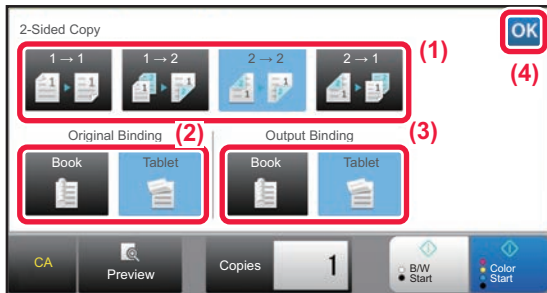 2-Sided Copy
OK
(1)
(4)
1 → 1
1 → 2
2 → 2
2 → 1
Original Binding
(2)
Output Binding
(3)
Book
Tablet
Book
Tablet
CA
Preview
Copies
1
B/W
Start
Color
Start